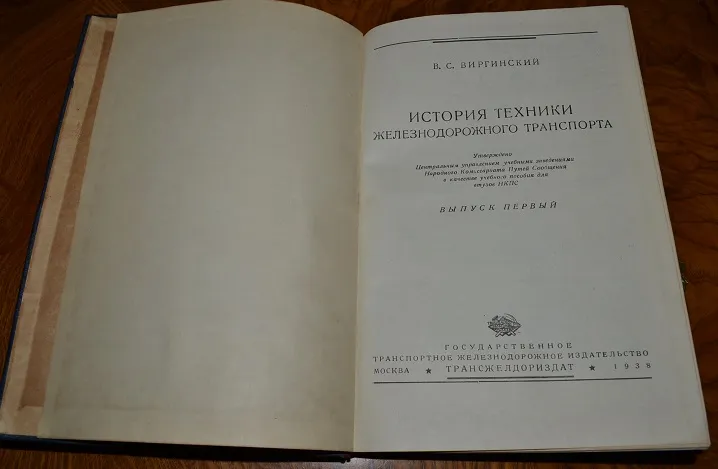 В. С. ВИРГИНСКИЙ
ИСТОРИЯ ТЕХНИКИ
ЖЕЛЕЗНОДОРОЖНОГО ТРАНСПОРТА
Утверждено
Центральным управлением учебными заведениями
Народного Комиссариата Путей Сообщения
в качестве учебного пособия для
втузов НКПС
ВЫПУСК ПЕРВЫЙ
ГОСУДАРСТВЕННОЕ
ТРАНСПОРТНОЕ ЖЕЛЕЗНОДОРОЖНОЕ ИЗДАТЕЛЬСТВО
МОСКВА ★ ТРАНСЖЕЛДОРИЗДАТ ★ 1938